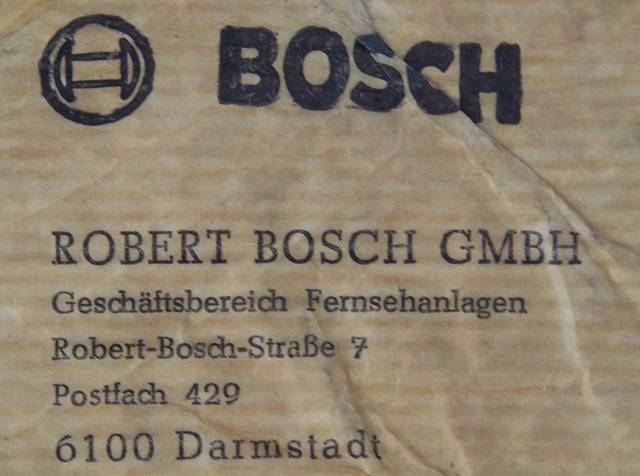 BOSCH
ROBERT BOSCH GMBH
Geschäftsbereich Fernsehanlagen
Robert-Bosch-Straße 7
Postfach 429
6100 Darmstadt